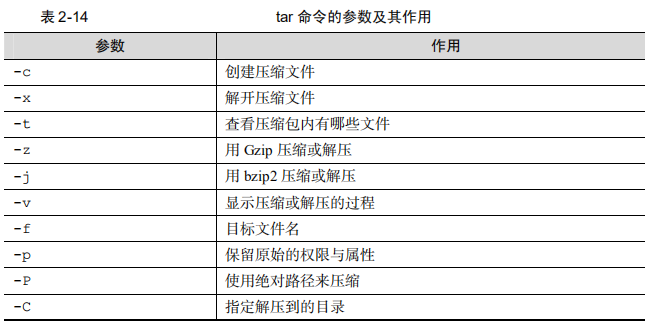 表 2-14 tar 命令的参数及其作用
参数 作用
-c 创建压缩文件
-x 解开压缩文件
-t 查看压缩包内有哪些文件
-z 用 Gzip 压缩或解压
-j 用 bzip2 压缩或解压
-v 显示压缩或解压的过程
-f 目标文件名
-p 保留原始的权限与属性
-P 使用绝对路径来压缩
-C 指定解压到的目录